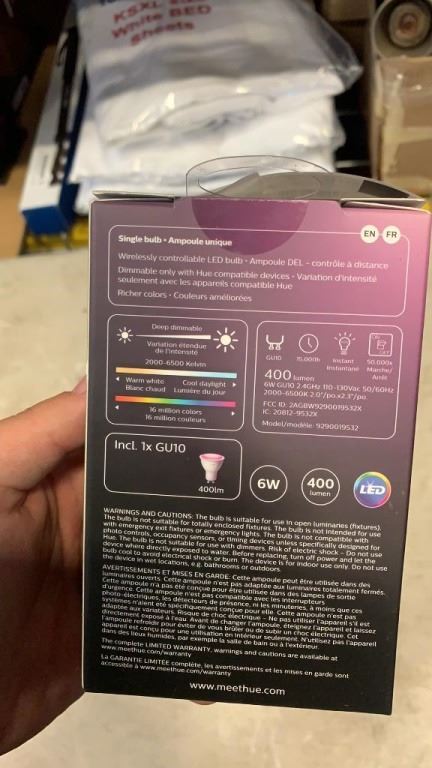 KSXL
White BED
Sheets
EN FR
Single bulb • Ampoule unique
Wirelessly controllable LED bulb • Ampoule DEL - contrôle à distance
Dimmable only with Hue compatible devices • Variation d'intensité
seulement avec les appareils compatible Hue
Richer colors • Couleurs améliorées
Deep dimmable
Variation étendue
de l'intensité
2000-6500 Kelvin
Warm white
Blanc chaud
Cool daylight
Lumière du jour
16 million colors
16 million couleurs
GU10
15,000h
Instant
Instantané
50,000x
Marche/
Arrêt
400 lumen
6W GU10 2.4GHz 110-130Vac 50/60Hz
2000-6500K 2.0"/po.x2.3"/po.
FCC ID: 2AGBW9290019532X
IC: 20812-9532X
Model/modèle: 9290019532
Incl. 1x GU10
400lm
6W
400
lumen
LED
WARNINGS AND CAUTIONS: The bulb is suitable for use in open luminaries (fixtures).
The bulb is not suitable for totally enclosed fixtures. The bulb is not intended for use
with emergency exit fixtures or emergency lights. The bulb is not compatible with
photo controls, occupancy sensors, or timing devices unless specifically designed for
Hue. The bulb is not suitable for use with dimmers. Risk of electric shock – Do not use
where directly exposed to water. Before replacing, turn off power and let the
bulb cool to avoid electrical shock or burn. The device is for indoor use only. Do not use
the device in wet locations, e.g. bathrooms or outdoors.
AVERTISSEMENTS ET MISES EN GARDE: Cette ampoule peut être utilisée dans des
luminaires ouverts. Cette ampoule n'est pas adaptée aux luminaires totalement fermés.
Cette ampoule n'a pas été conçue pour être utilisée dans des lampes de sortie
d'urgence. Cette ampoule n'est pas compatible avec les interrupteurs
photo-électriques, les détecteurs de présence, ni les minuteries, à moins que ces
systèmes n'aient été spécifiquement conçus pour elle. Cette ampoule n'est pas
adaptée aux variateurs. Risque de choc électrique – Ne pas utiliser l'appareil s'il est
directement exposé à l'eau. Avant de changer l'ampoule, éteignez l'appareil et laissez
l'ampoule refroidir pour éviter de vous brûler ou de subir un choc électrique. Cet
appareil est conçu pour une utilisation en intérieur seulement. N'utilisez pas l'appareil
dans des lieux humides, par exemple la salle de bain ou à l'extérieur.
The complete LIMITED WARRANTY, warnings and cautions are available at
www.meethue.com/warranty
La GARANTIE LIMITÉE complète, les avertissements et les mises en garde sont
accessible à www.meethue.com/warranty
www.meethue.com